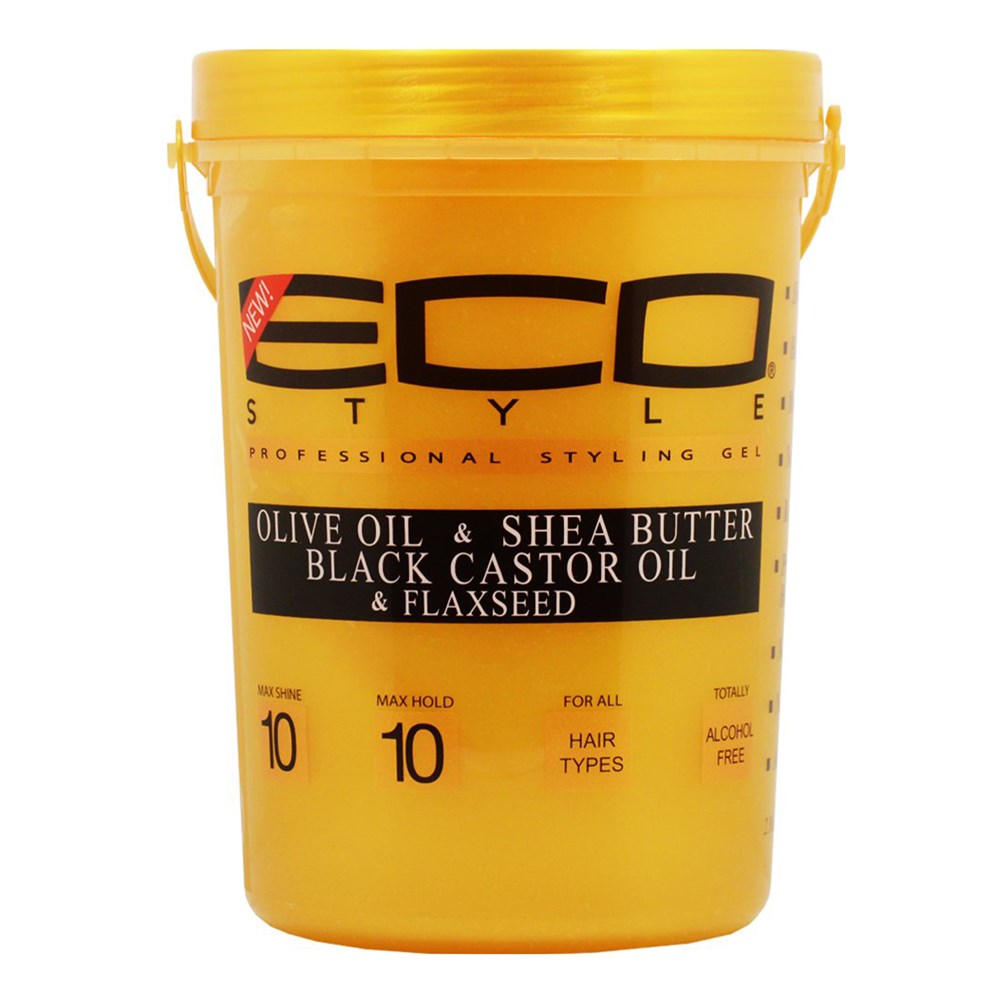 NEW!
ECO®
STYLE
PROFESSIONAL STYLING GEL
OLIVE OIL & SHEA BUTTER
BLACK CASTOR OIL
& FLAXSEED
MAX SHINE
10
MAX HOLD
10
FOR ALL
HAIR
TYPES
TOTALLY
ALCOHOL
FREE